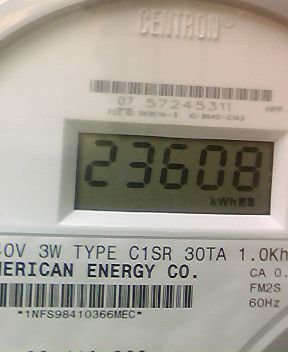 CENTRON
07 57245311
23608
kWh
40V 3W TYPE C1SR 30TA 1.0Kh
MERICAN ENERGY CO.
CA 0.
FM2S
60Hz
*1NFS98410366MEC*